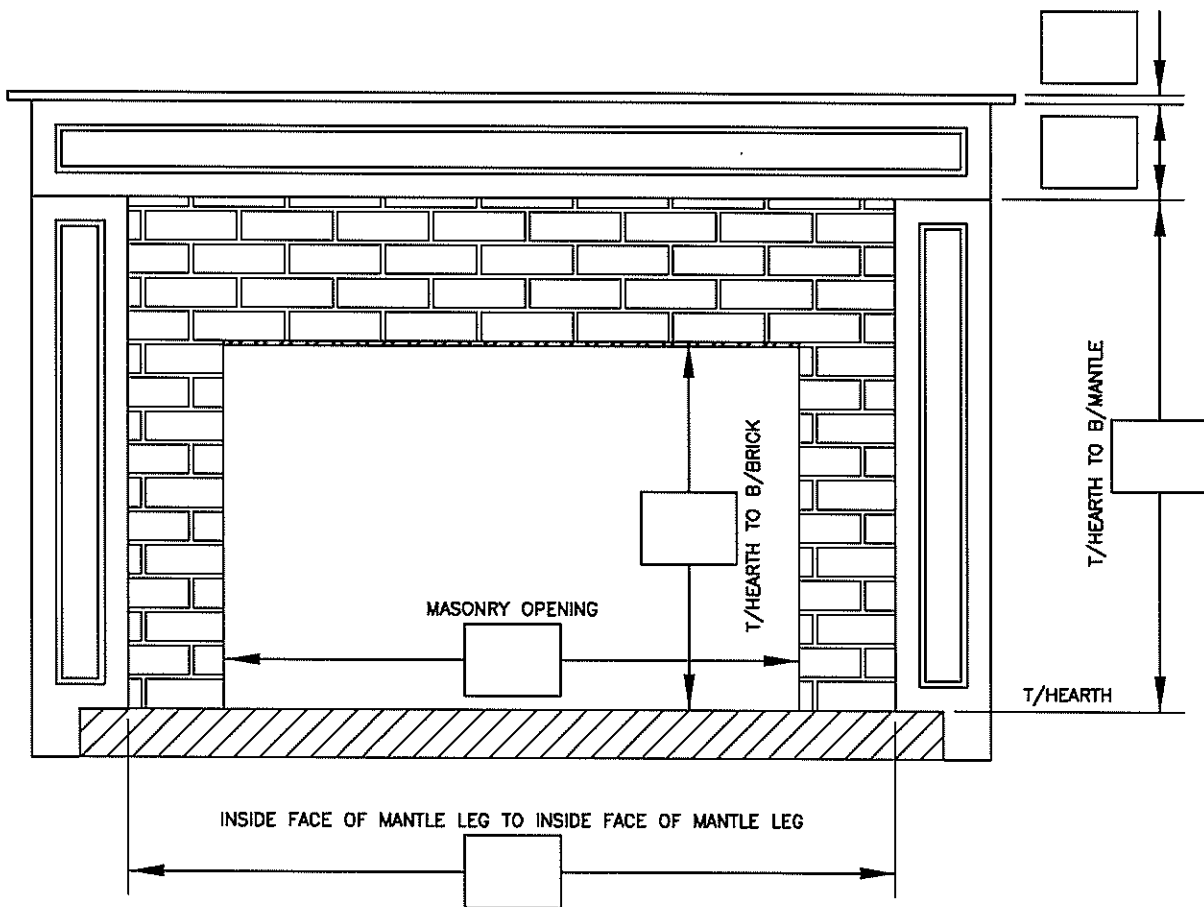 T/HEARTH TO B/MANTLE
T/HEARTH TO B/BRICK
MASONRY OPENING
T/HEARTH
INSIDE FACE OF MANTLE LEG TO INSIDE FACE OF MANTLE LEG